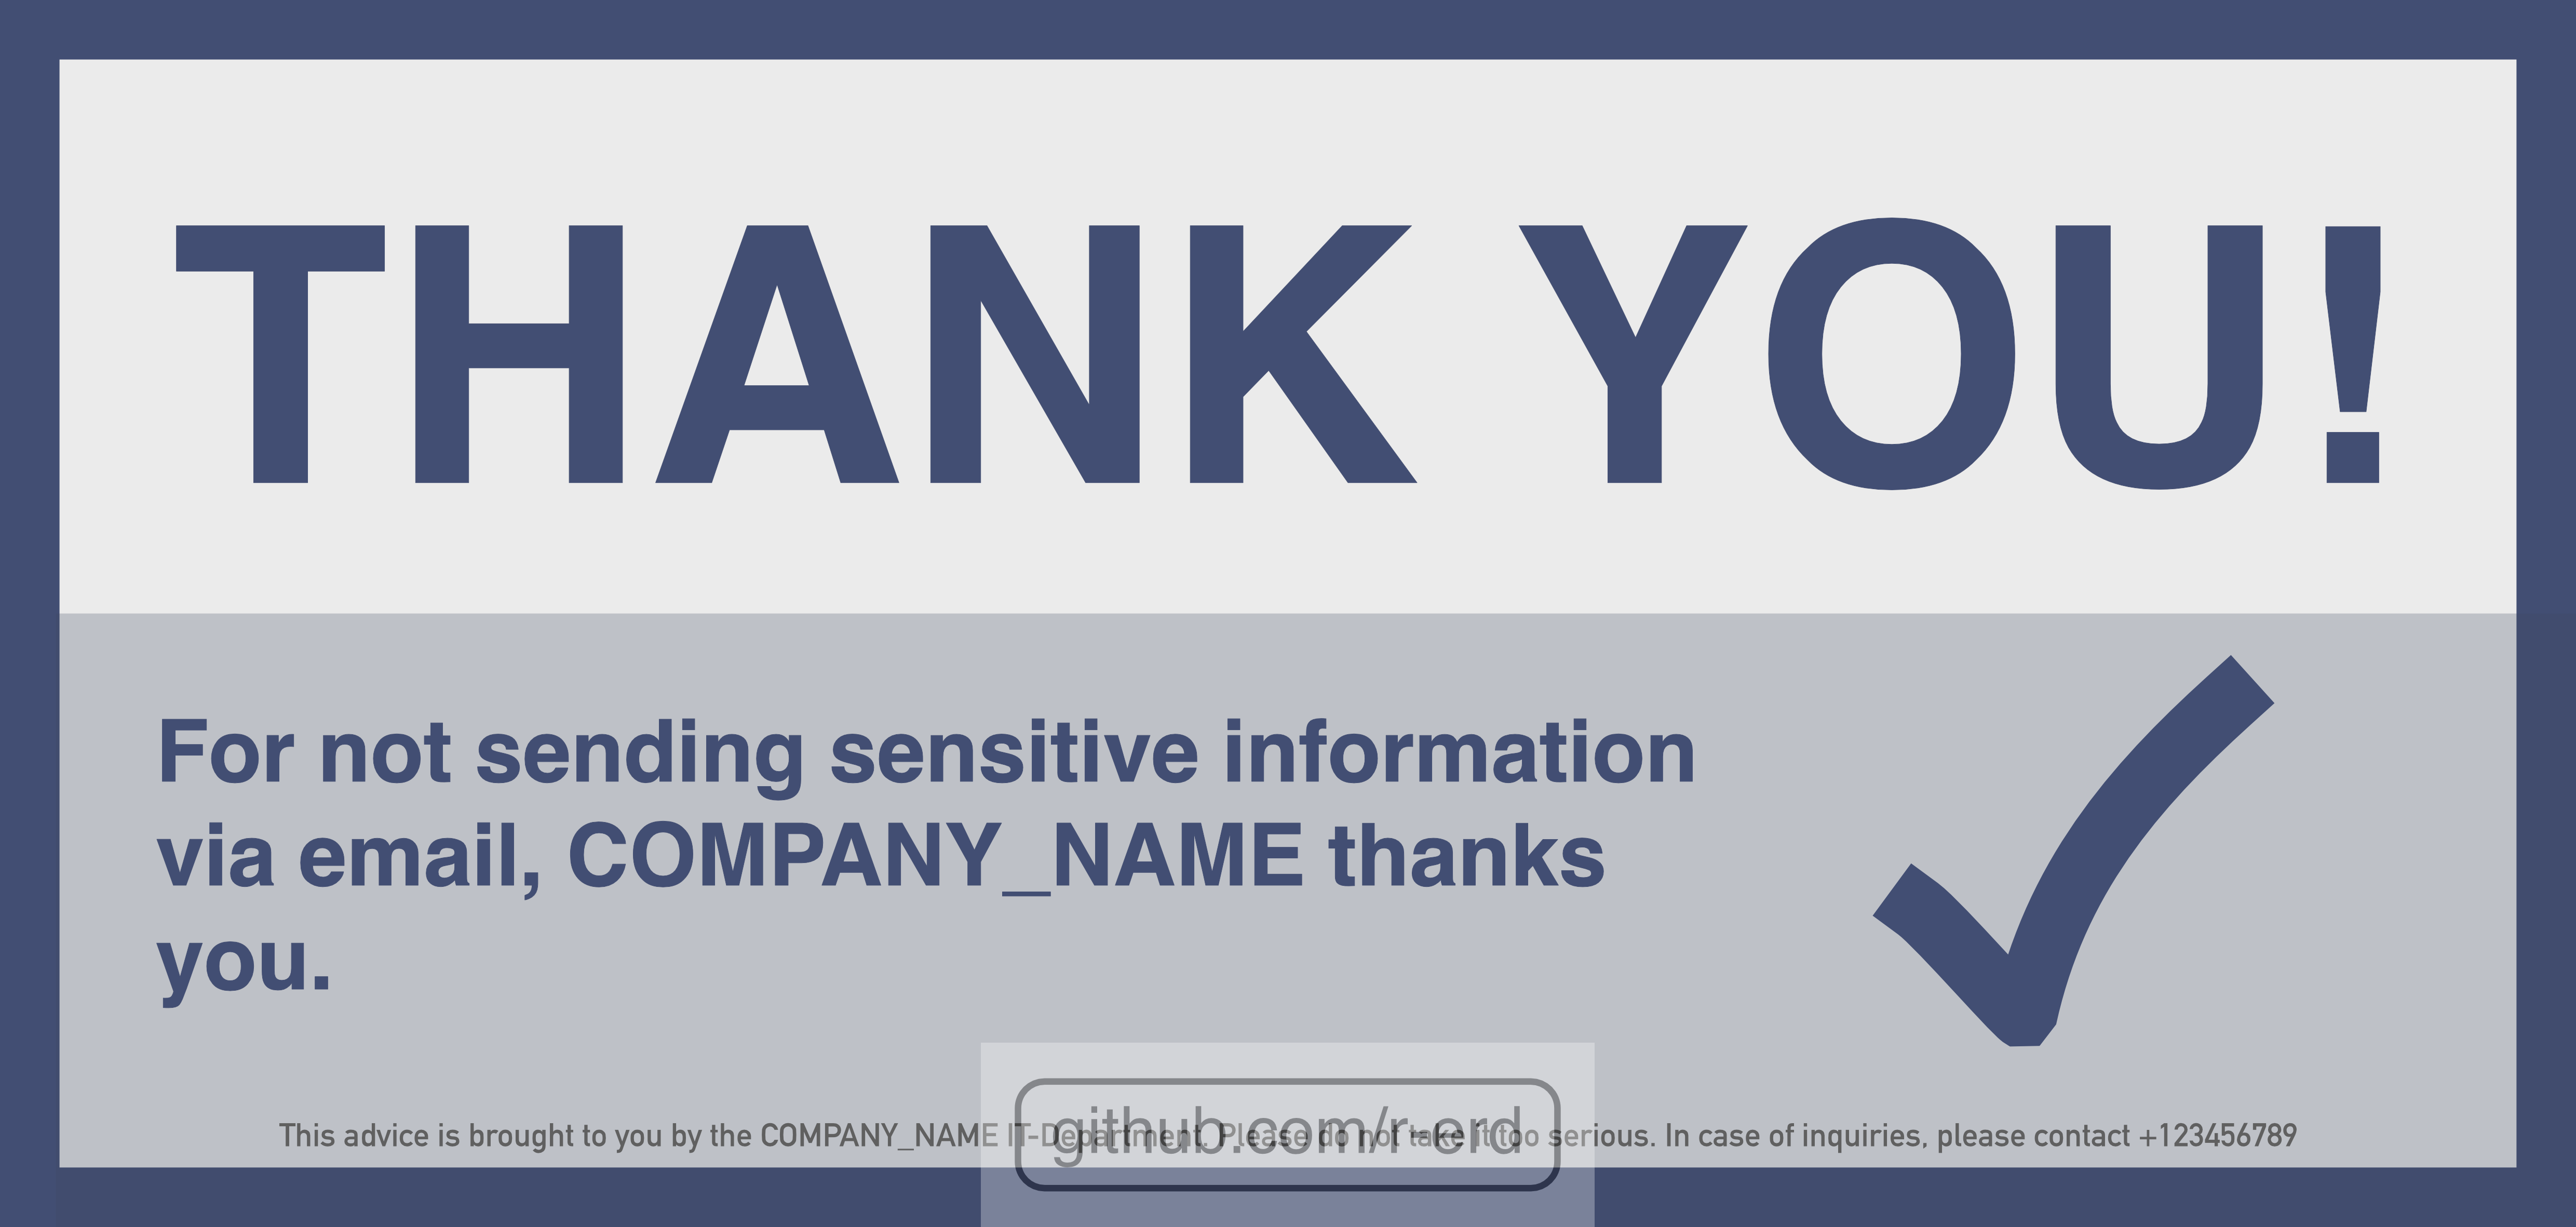 THANK YOU!
For not sending sensitive information
via email, COMPANY_NAME thanks
you.
This advice is brought to you by the COMPANY_NAME IT-Department. Please do not take it too serious. In case of inquiries, please contact +123456789
github.com/r-erd